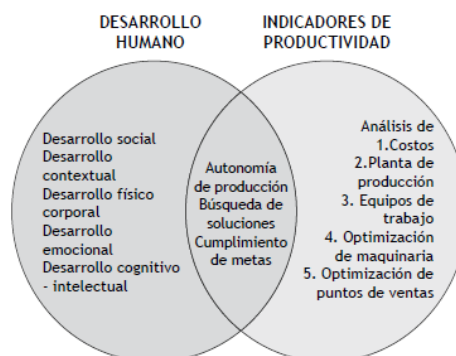 DESARROLLO
HUMANO
INDICADORES DE
PRODUCTIVIDAD
Desarrollo social
Desarrollo
contextual
Desarrollo físico
corporal
Desarrollo
emocional
Desarrollo cognitivo
- intelectual
Autonomía
de producción
Búsqueda de
soluciones
Cumplimiento
de metas
Análisis de
1.Costos
2.Planta de
producción
3. Equipos de
trabajo
4. Optimización
de maquinaria
5. Optimización de
puntos de ventas